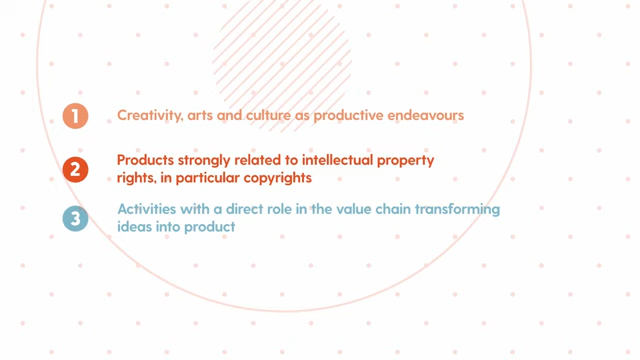 1 Creativity, arts and culture as productive endeavours
2 Products strongly related to intellectual property
rights, in particular copyrights
3 Activities with a direct role in the value chain transforming
ideas into product